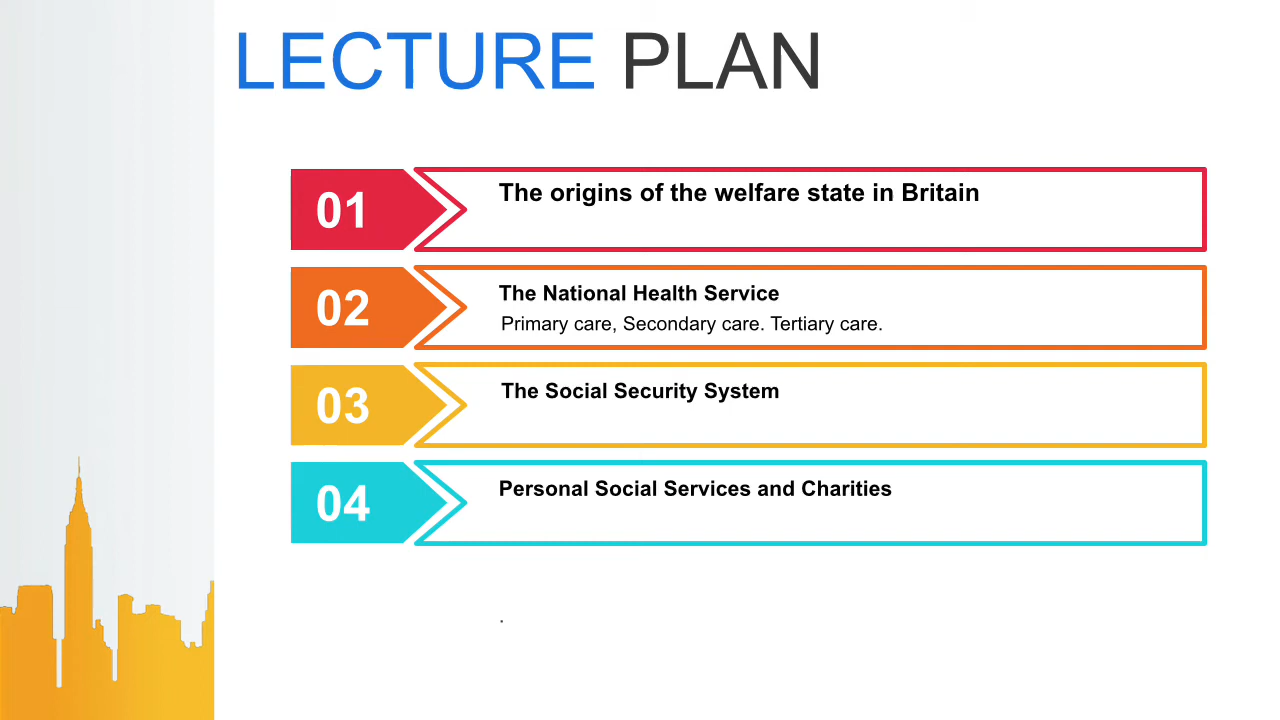 LECTURE PLAN
01
The origins of the welfare state in Britain
02
The National Health Service
Primary care, Secondary care. Tertiary care.
03
The Social Security System
04
Personal Social Services and Charities
.